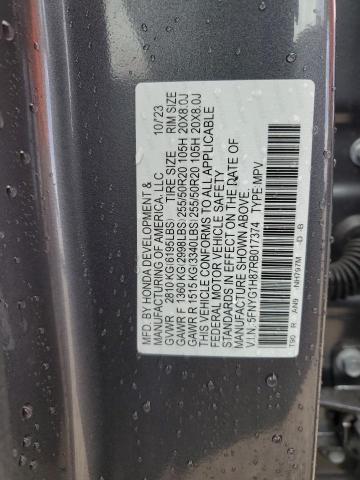 MFD. BY HONDA DEVELOPMENT & 10/23
MANUFACTURING OF AMERICA, LLC
GVWR 2810 KG(6195LBS) TIRE SIZE RIM SIZE
GAWR F 1360 KG(2998LBS) 255/50R20 105H 20X8.0J
GAWR R 1515 KG(3340LBS) 255/50R20 105H 20X8.0J
THIS VEHICLE CONFORMS TO ALL APPLICABLE
FEDERAL MOTOR VEHICLE SAFETY
STANDARDS IN EFFECT ON THE DATE OF
MANUFACTURE SHOWN ABOVE.
V.I.N.:5FNYG1H87RB017374 TYPE:MPV
T90 R AN9 -NH797M -D -B